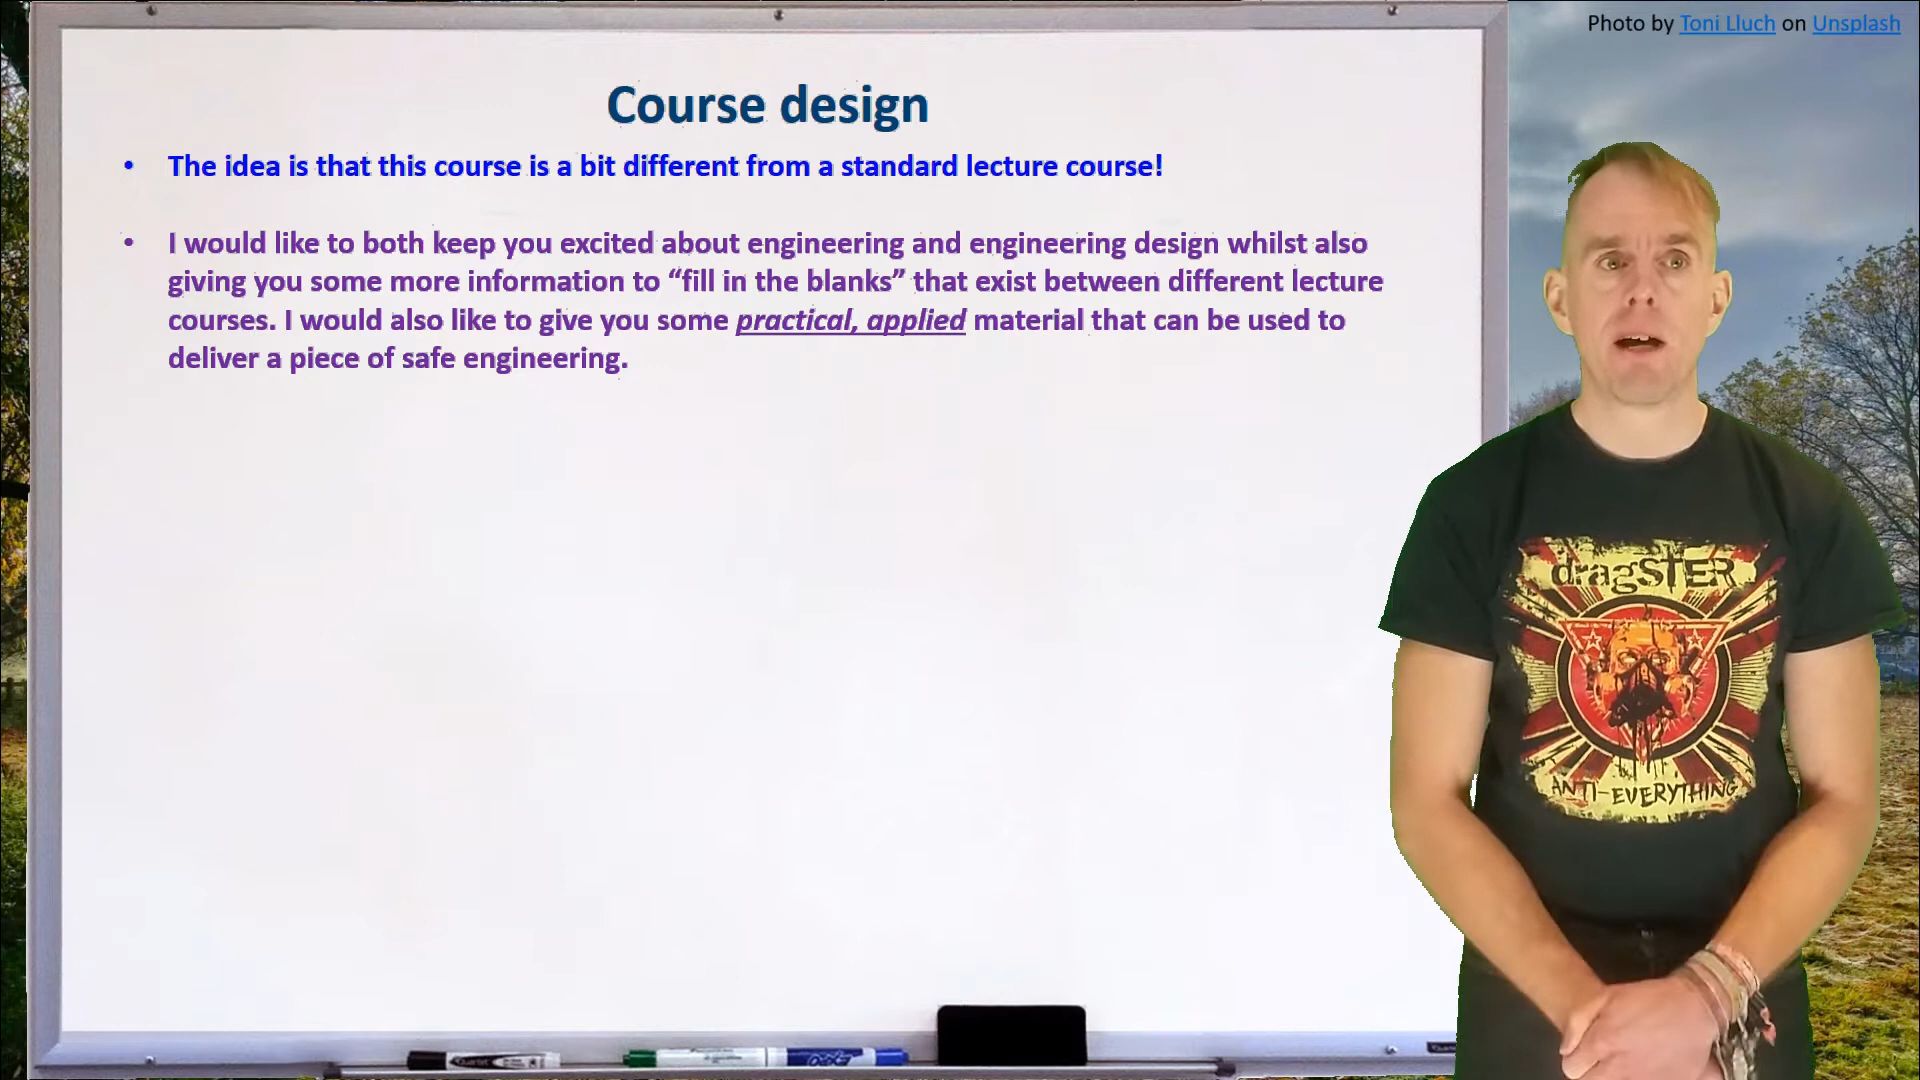 Photo by Toni Lluch on Unsplash
Course design
• The idea is that this course is a bit different from a standard lecture course!
• I would like to both keep you excited about engineering and engineering design whilst also
giving you some more information to “fill in the blanks” that exist between different lecture
courses. I would also like to give you some practical, applied material that can be used to
deliver a piece of safe engineering.
dragSTER
ANTI-EVERYTHING